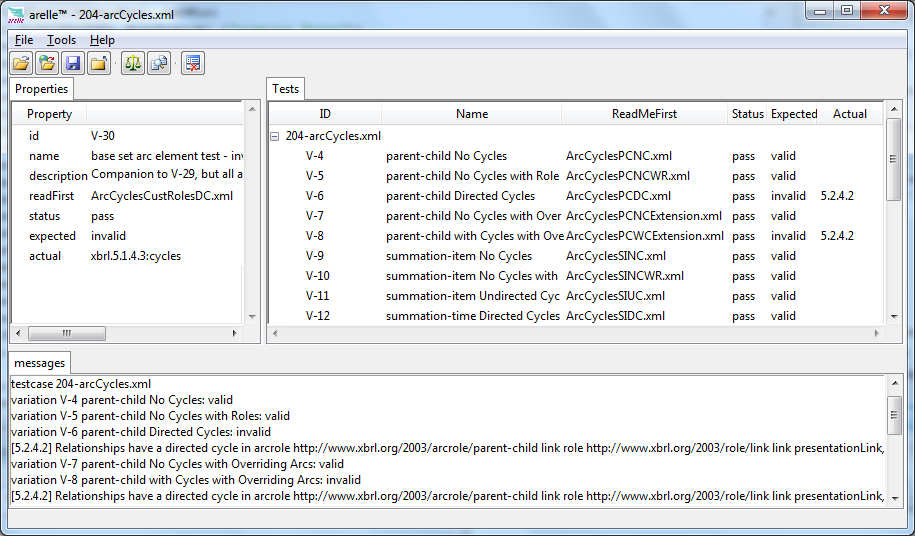 arelle™ - 204-arcCycles.xml
File Tools Help
Properties
Property
id V-30
name base set arc element test - inv
description Companion to V-29, but all a
readFirst ArcCyclesCustRolesDC.xml
status pass
expected invalid
actual xbrl.5.1.4.3:cycles
Tests
ID Name ReadMeFirst Status Expected Actual
204-arcCycles.xml
V-4 parent-child No Cycles ArcCyclesPCNC.xml pass valid
V-5 parent-child No Cycles with Role ArcCyclesPCNCWR.xml pass valid
V-6 parent-child Directed Cycles ArcCyclesPCDC.xml pass invalid 5.2.4.2
V-7 parent-child No Cycles with Over ArcCyclesPCNCExtension.xml pass valid
V-8 parent-child with Cycles with Ove ArcCyclesPCWCExtension.xml pass invalid 5.2.4.2
V-9 summation-item No Cycles ArcCyclesSINC.xml pass valid
V-10 summation-item No Cycles with ArcCyclesSINCWR.xml pass valid
V-11 summation-item Undirected Cyc ArcCyclesSIUC.xml pass valid
V-12 summation-time Directed Cycles ArcCyclesSIDC.xml pass valid
messages
testcase 204-arcCycles.xml
variation V-4 parent-child No Cycles: valid
variation V-5 parent-child No Cycles with Roles: valid
variation V-6 parent-child Directed Cycles: invalid
[5.2.4.2] Relationships have a directed cycle in arcrole http://www.xbrl.org/2003/arcrole/parent-child link role http://www.xbrl.org/2003/role/link link presentationLink,
variation V-7 parent-child No Cycles with Overriding Arcs: valid
variation V-8 parent-child with Cycles with Overriding Arcs: invalid
[5.2.4.2] Relationships have a directed cycle in arcrole http://www.xbrl.org/2003/arcrole/parent-child link role http://www.xbrl.org/2003/role/link link presentationLink,